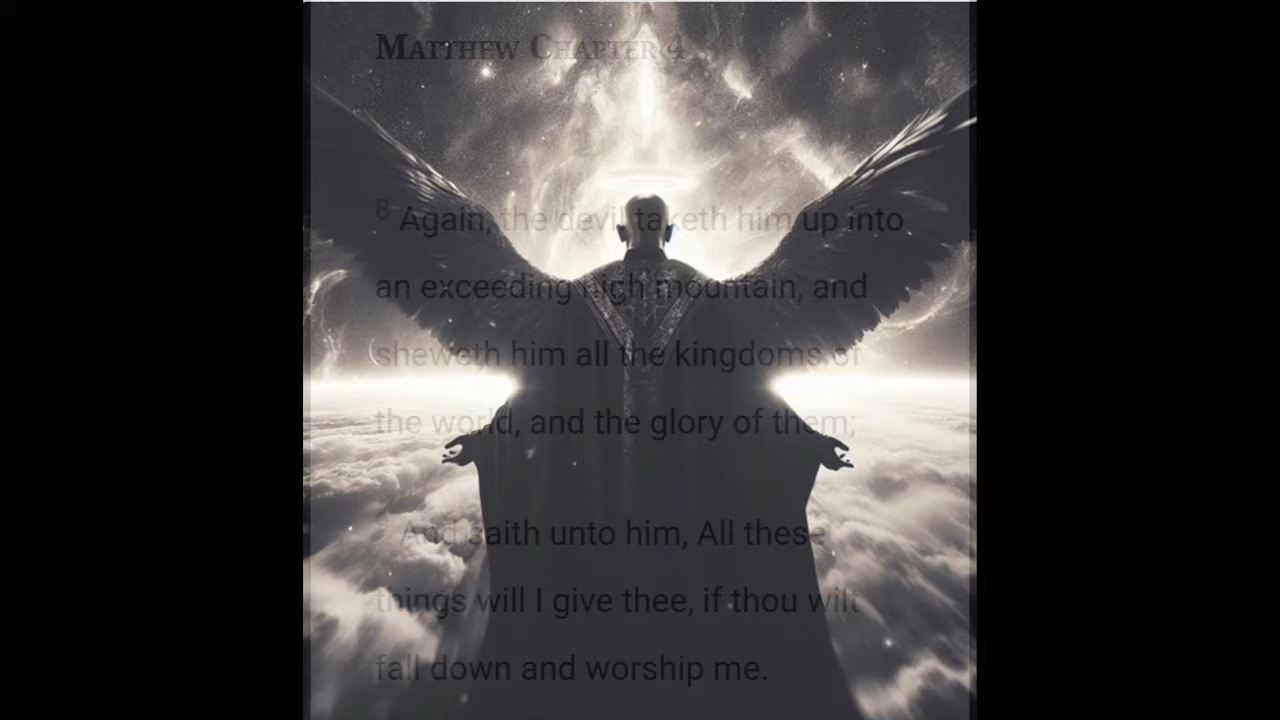 MATTHEW CHAPTER 4
8 Again, the devil taketh him up into
an exceeding high mountain, and
sheweth him all the kingdoms of
the world, and the glory of them;
And saith unto him, All these
things will I give thee, if thou wilt
fall down and worship me.